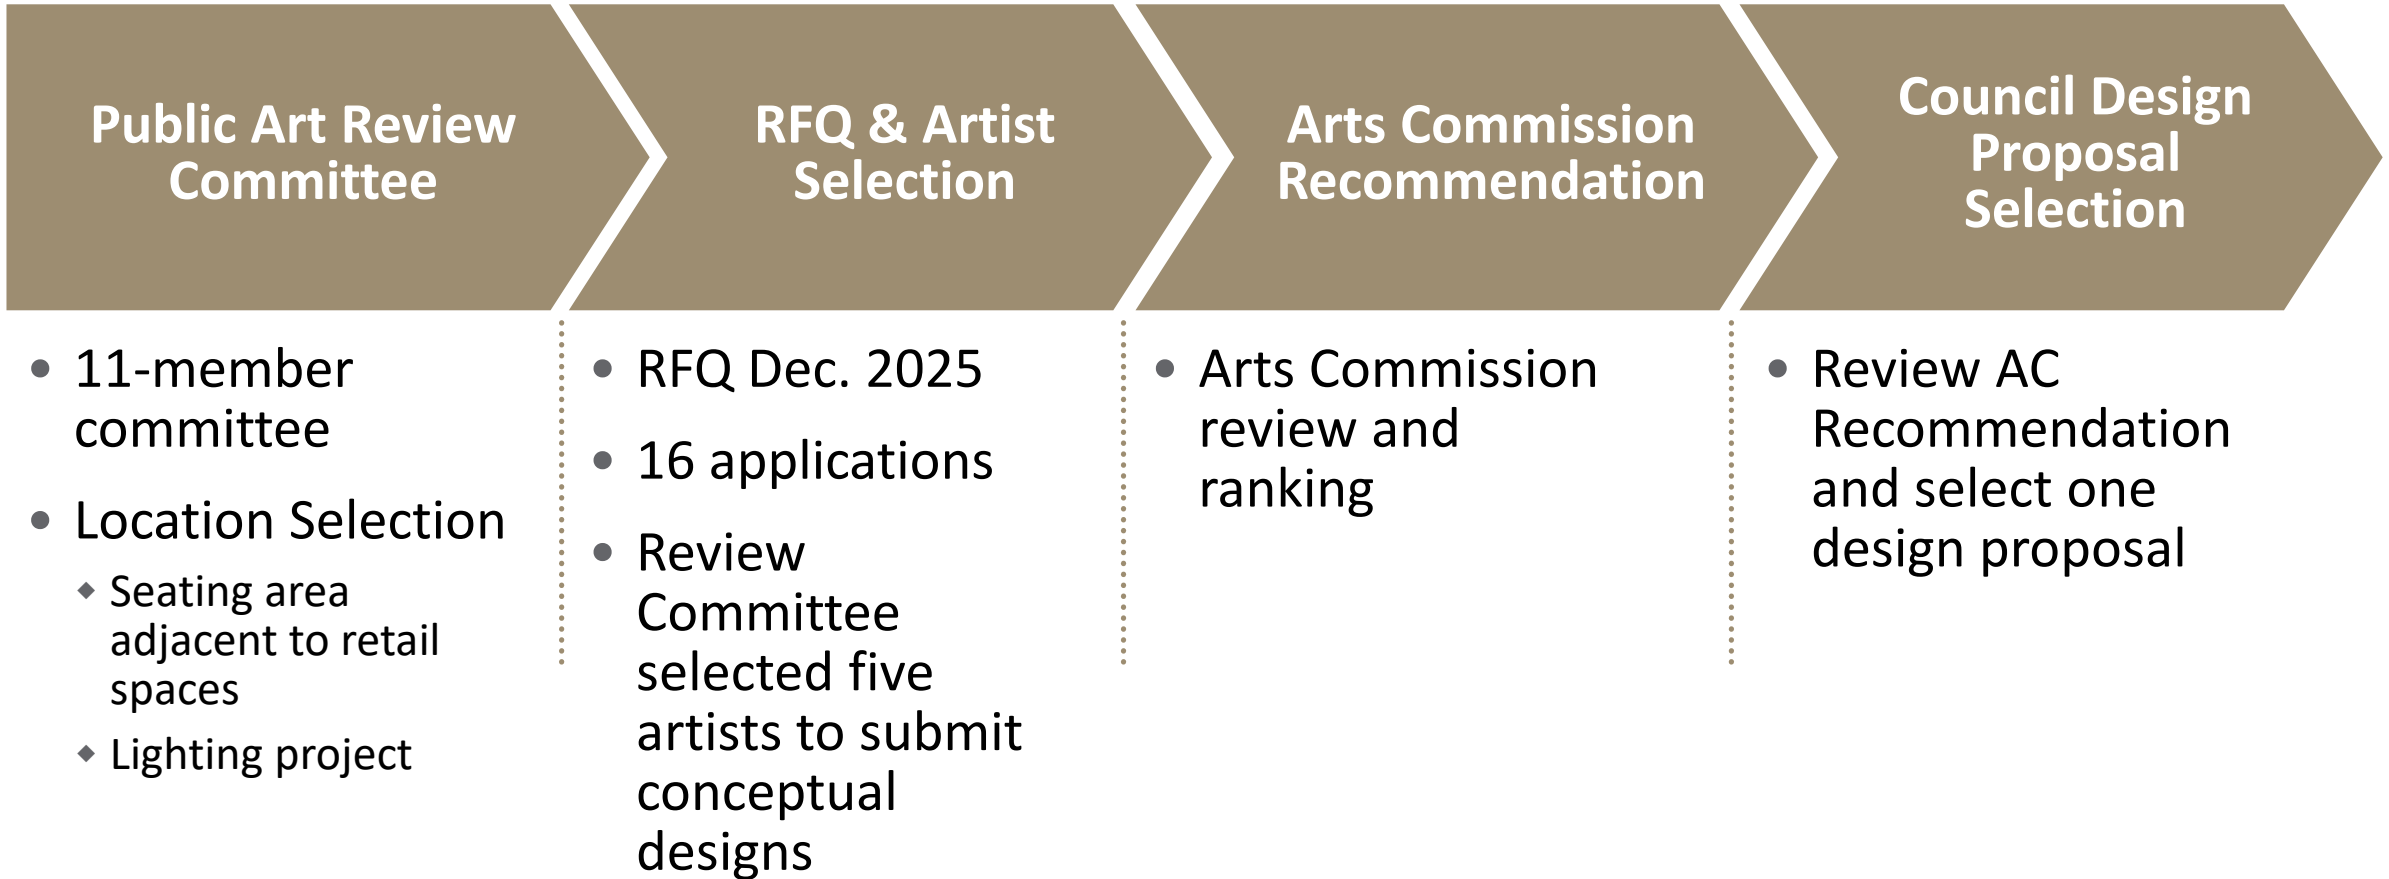 Public Art Review
Committee
RFQ & Artist
Selection
Arts Commission
Recommendation
Council Design
Proposal
Selection
• 11-member
committee
• Location Selection
◆ Seating area
adjacent to retail
spaces
◆ Lighting project
• RFQ Dec. 2025
• 16 applications
• Review
Committee
selected five
artists to submit
conceptual
designs
• Arts Commission
review and
ranking
• Review AC
Recommendation
and select one
design proposal